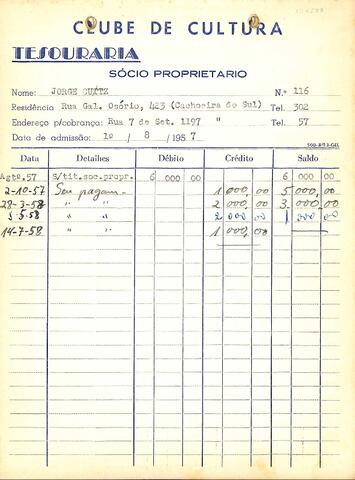 CLUBE DE CULTURA
TESOURARIA
SÓCIO PROPRIETARIO
Nome: JORGE N.º 116
Residência Rua Gal. Osório, 423 (Cachoeira do Sul) Tel. 302
Endereço p/cobrança: Rua 7 de Set. 1197 " Tel. 57
Data de admissão: 10 / 8 / 1957
Data Detalhes Débito Crédito Saldo
Agtº.57 s/tit.soc.propr. 6 000 00 6 000 00
2-10-57 Seu pagam- 1 000,00 5 000 00
28-3-58 " " 2 000,00 3 000 00
5-5-58 " " 2 000,00 1 000 00
14-7-58 " " 1 000,00